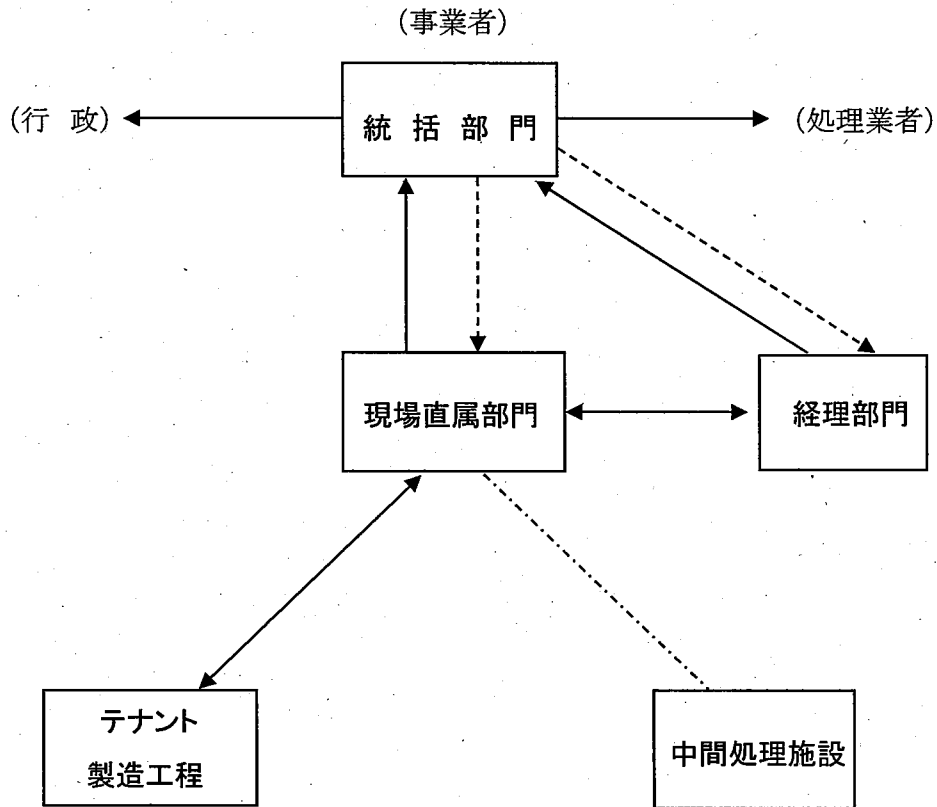 (事業者)
(行 政)
統 括 部 門
(処理業者)
現場直属部門
経理部門
テナント
製造工程
中間処理施設